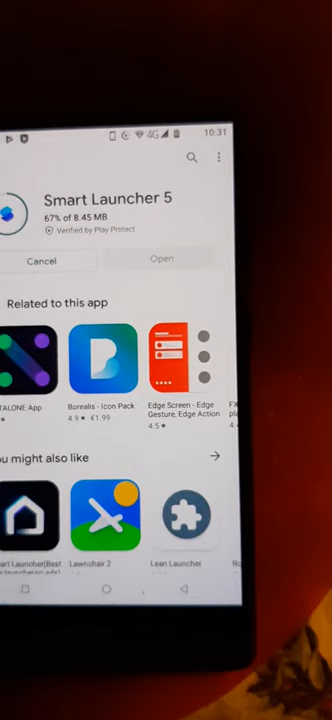 4G 10:31
Smart Launcher 5
67% of 8.45 MB
Verified by Play Protect
Cancel Open
Related to this app
TALONE App Borealis - Icon Pack Edge Screen - Edge
4.9★ €1.99 Gesture, Edge Action
4.5★
ou might also like
art Launcher(Best Lawnchair 2 Lean Launcher